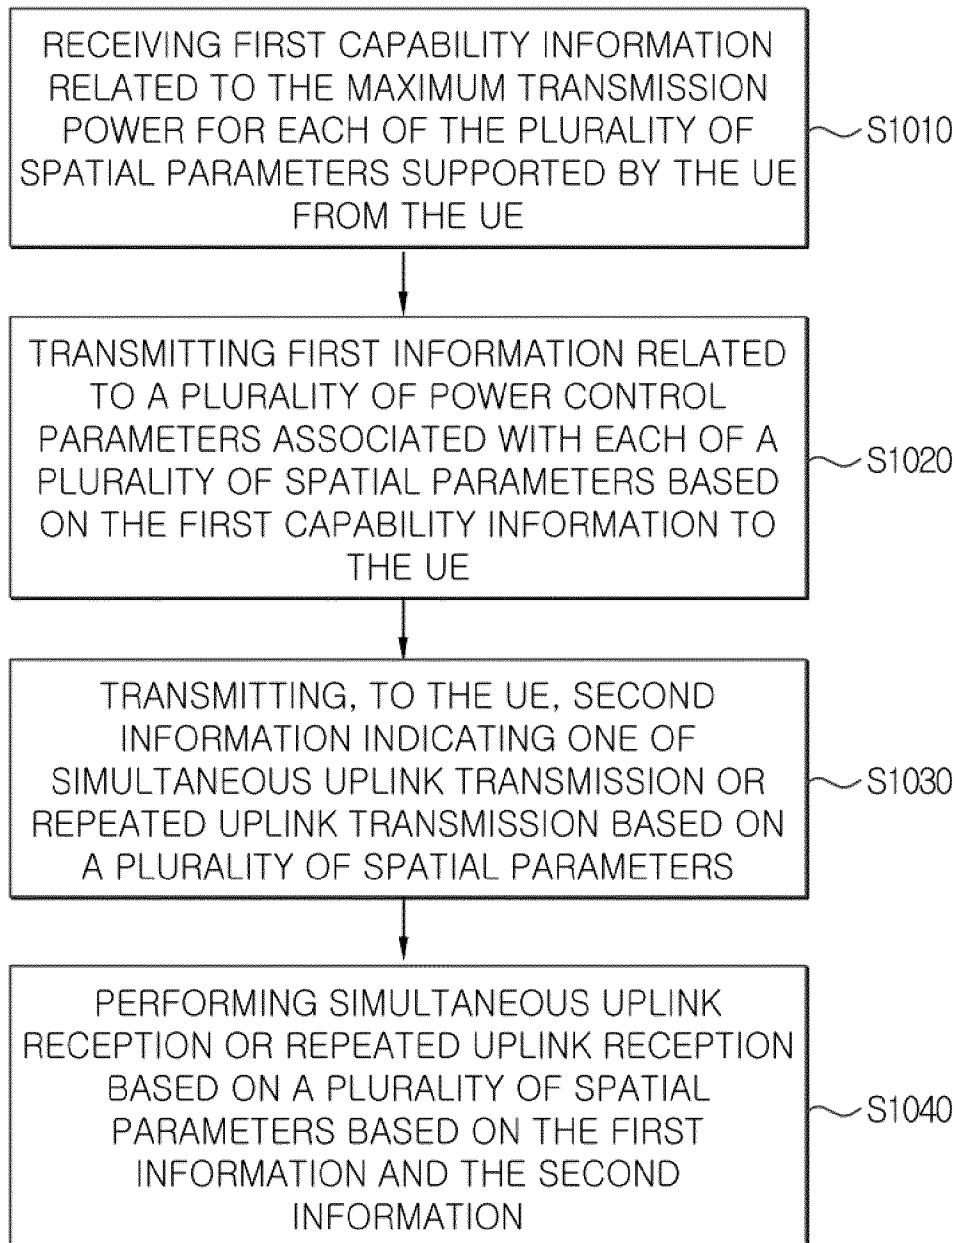 RECEIVING FIRST CAPABILITY INFORMATION
RELATED TO THE MAXIMUM TRANSMISSION
POWER FOR EACH OF THE PLURALITY OF
SPATIAL PARAMETERS SUPPORTED BY THE UE
FROM THE UE
S1010
TRANSMITTING FIRST INFORMATION RELATED
TO A PLURALITY OF POWER CONTROL
PARAMETERS ASSOCIATED WITH EACH OF A
PLURALITY OF SPATIAL PARAMETERS BASED
ON THE FIRST CAPABILITY INFORMATION TO
THE UE
S1020
TRANSMITTING, TO THE UE, SECOND
INFORMATION INDICATING ONE OF
SIMULTANEOUS UPLINK TRANSMISSION OR
REPEATED UPLINK TRANSMISSION BASED ON
A PLURALITY OF SPATIAL PARAMETERS
S1030
PERFORMING SIMULTANEOUS UPLINK
RECEPTION OR REPEATED UPLINK RECEPTION
BASED ON A PLURALITY OF SPATIAL
PARAMETERS BASED ON THE FIRST
INFORMATION AND THE SECOND
INFORMATION
S1040